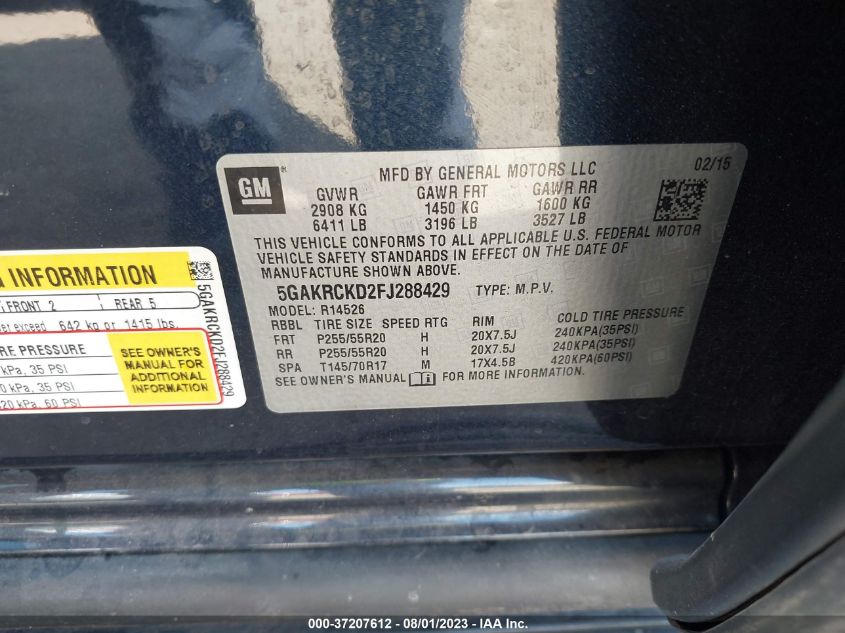 GM
MFD BY GENERAL MOTORS LLC 02/15
GVWR GAWR FRT GAWR RR
2908 KG 1450 KG 1600 KG
6411 LB 3196 LB 3527 LB
THIS VEHICLE CONFORMS TO ALL APPLICABLE U.S. FEDERAL MOTOR
VEHICLE SAFETY STANDARDS IN EFFECT ON THE DATE OF
MANUFACTURE SHOWN ABOVE.
5GAKRCKD2FJ288429 TYPE: M.P.V.
MODEL: R14526
RBBL TIRE SIZE SPEED RTG RIM COLD TIRE PRESSURE
FRT P255/55R20 H 20X7.5J 240KPA(35PSI)
RR P255/55R20 H 20X7.5J 240KPA(35PSI)
SPA T145/70R17 M 17X4.5B 420KPA(60PSI)
SEE OWNER'S MANUAL FOR MORE INFORMATION.
INFORMATION
FRONT 2 REAR 5
exceed 642 kg or 1415 lbs.
PRESSURE
kPa, 35 PSI
kPa, 35 PSI
kPa, 60 PSI
SEE OWNER'S
MANUAL FOR
ADDITIONAL
INFORMATION
5GAKRCKD2FJ288429
000-37207612 - 08/01/2023 - Copyright © 2023 IAA, Inc.